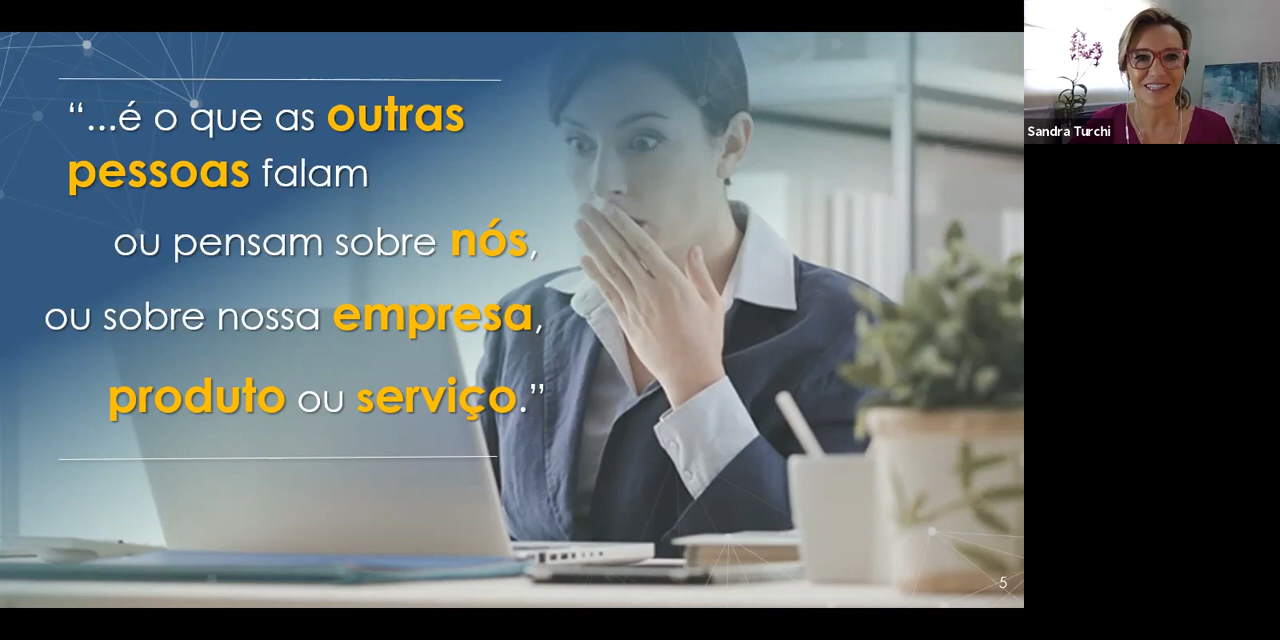 “...é o que as outras
pessoas falam
ou pensam sobre nós,
ou sobre nossa empresa,
produto ou serviço.”
5
Sandra Turchi